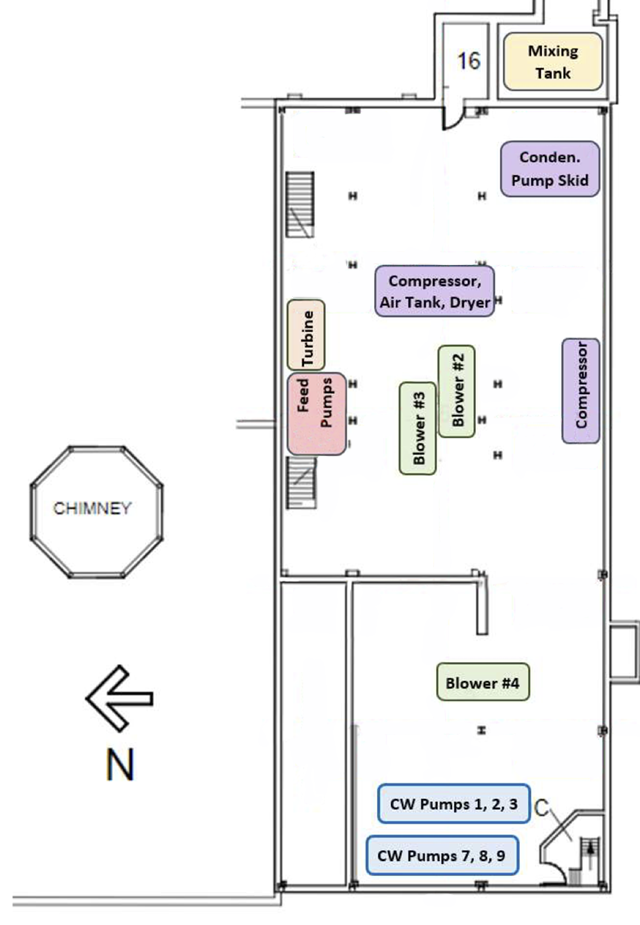 16
Mixing
Tank
Conden.
Pump Skid
Compressor,
Air Tank, Dryer
Turbine
Feed
Pumps
Blower #2
Blower #3
Compressor
CHIMNEY
N
Blower #4
CW Pumps 1, 2, 3
C
CW Pumps 7, 8, 9